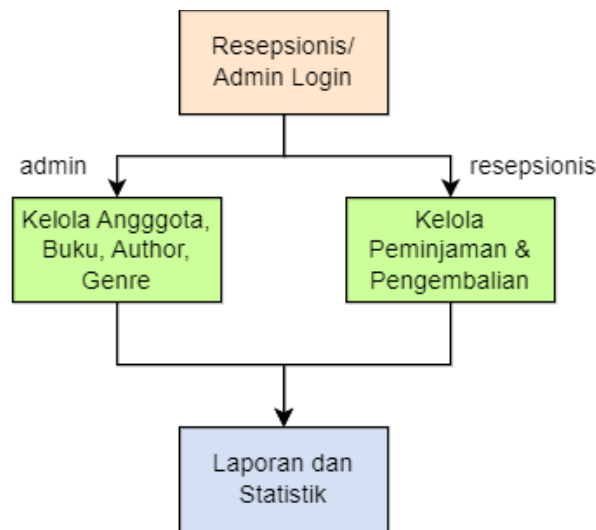 Resepsionis/
Admin Login
admin
resepsionis
Kelola Angggota,
Buku, Author,
Genre
Kelola
Peminjaman &
Pengembalian
Laporan dan
Statistik